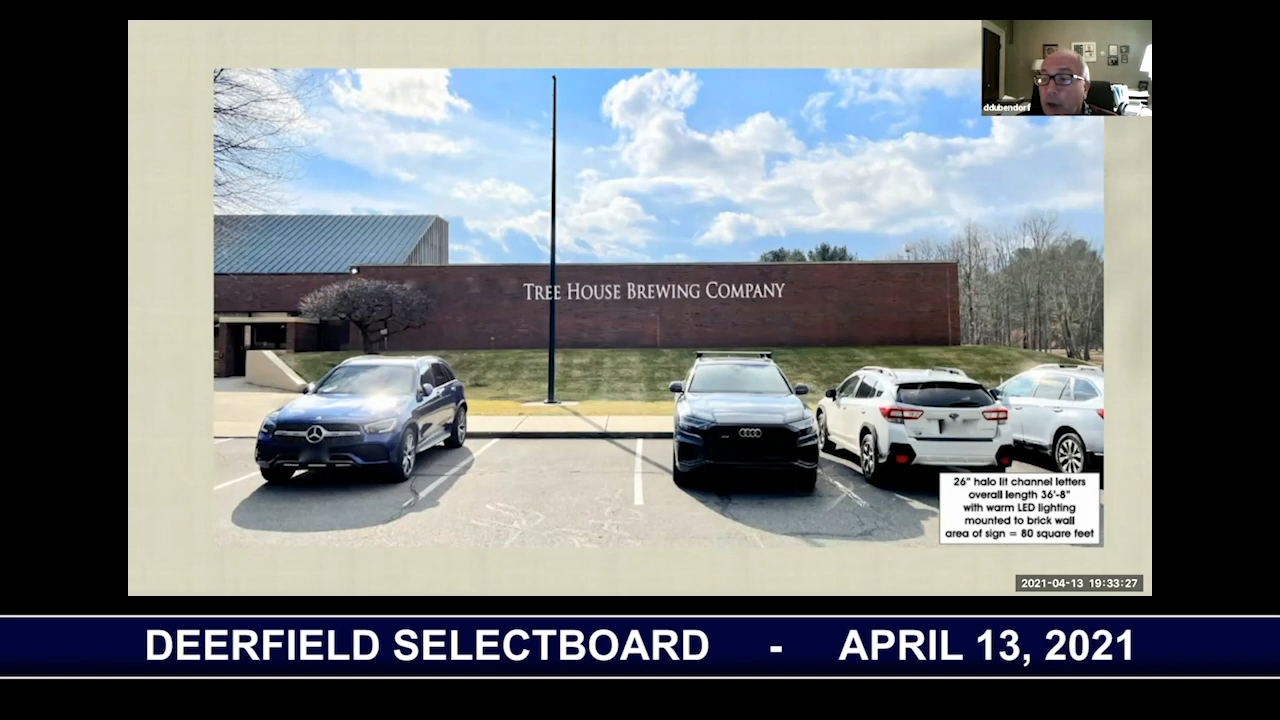 ddubendorf
TREE HOUSE BREWING COMPANY
26" halo lit channel letters
overall length 36'-8"
with warm LED lighting
mounted to brick wall
area of sign = 80 square feet
2021-04-13 19:33:27
DEERFIELD SELECTBOARD - APRIL 13, 2021